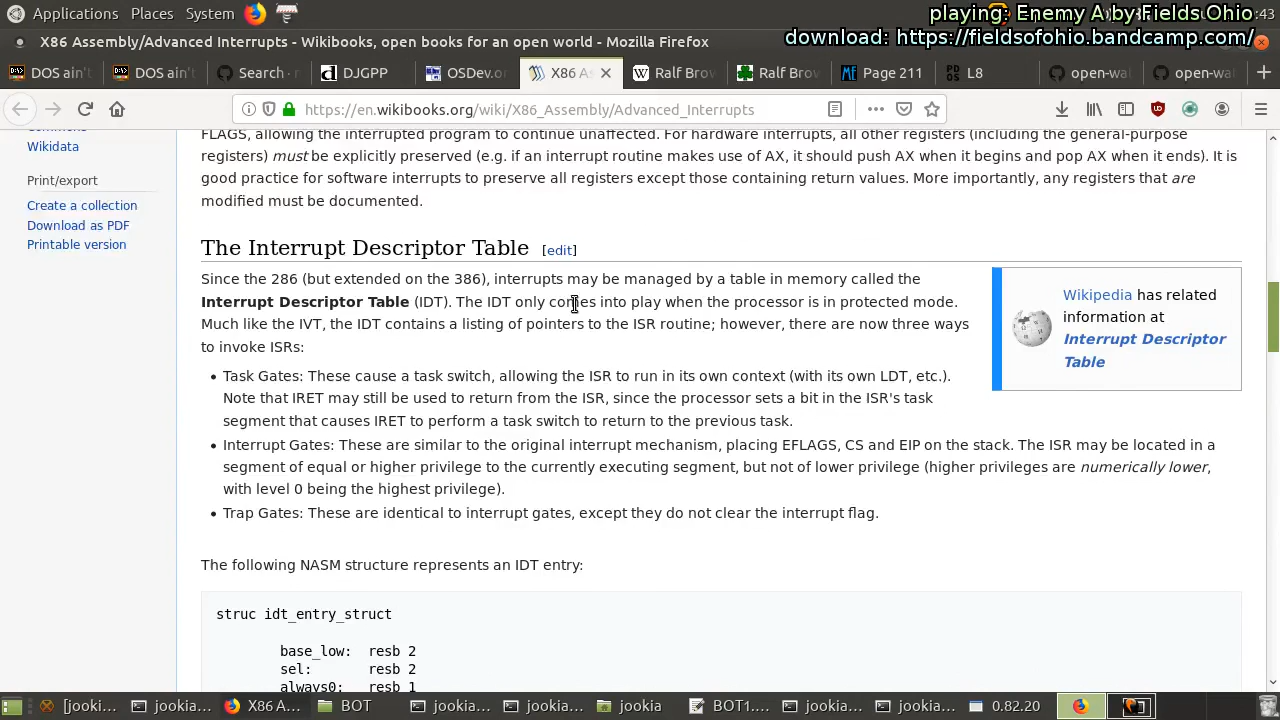 Applications Places System
playing: Enemy A by Fields Ohio
:43
download: https://fieldsofohio.bandcamp.com/
X86 Assembly/Advanced Interrupts - Wikibooks, open books for an open world - Mozilla Firefox
DOS ain't DOS ain't Search · DJGPP OSDev.or X86 As Ralf Brow Ralf Brow Page 211 L8 open-wat open-wat
https://en.wikibooks.org/wiki/X86_Assembly/Advanced_Interrupts
Commons
Wikidata
Print/export
Create a collection
Download as PDF
Printable version
FLAGS, allowing the interrupted program to continue unaffected. For hardware interrupts, all other registers (including the general-purpose
registers) must be explicitly preserved (e.g. if an interrupt routine makes use of AX, it should push AX when it begins and pop AX when it ends). It is
good practice for software interrupts to preserve all registers except those containing return values. More importantly, any registers that are
modified must be documented.
The Interrupt Descriptor Table [edit]
Since the 286 (but extended on the 386), interrupts may be managed by a table in memory called the
Interrupt Descriptor Table (IDT). The IDT only comes into play when the processor is in protected mode.
Much like the IVT, the IDT contains a listing of pointers to the ISR routine; however, there are now three ways
to invoke ISRs:
Wikipedia has related
information at
Interrupt Descriptor
Table
• Task Gates: These cause a task switch, allowing the ISR to run in its own context (with its own LDT, etc.).
Note that IRET may still be used to return from the ISR, since the processor sets a bit in the ISR's task
segment that causes IRET to perform a task switch to return to the previous task.
• Interrupt Gates: These are similar to the original interrupt mechanism, placing EFLAGS, CS and EIP on the stack. The ISR may be located in a
segment of equal or higher privilege to the currently executing segment, but not of lower privilege (higher privileges are numerically lower,
with level 0 being the highest privilege).
• Trap Gates: These are identical to interrupt gates, except they do not clear the interrupt flag.
The following NASM structure represents an IDT entry:
struc idt_entry_struct
base_low: resb 2
sel: resb 2
always0: resb 1
[jooki... jookia... X86 A... BOT jookia... jookia... jookia BOT1.... jookia... jookia... 0.82.20